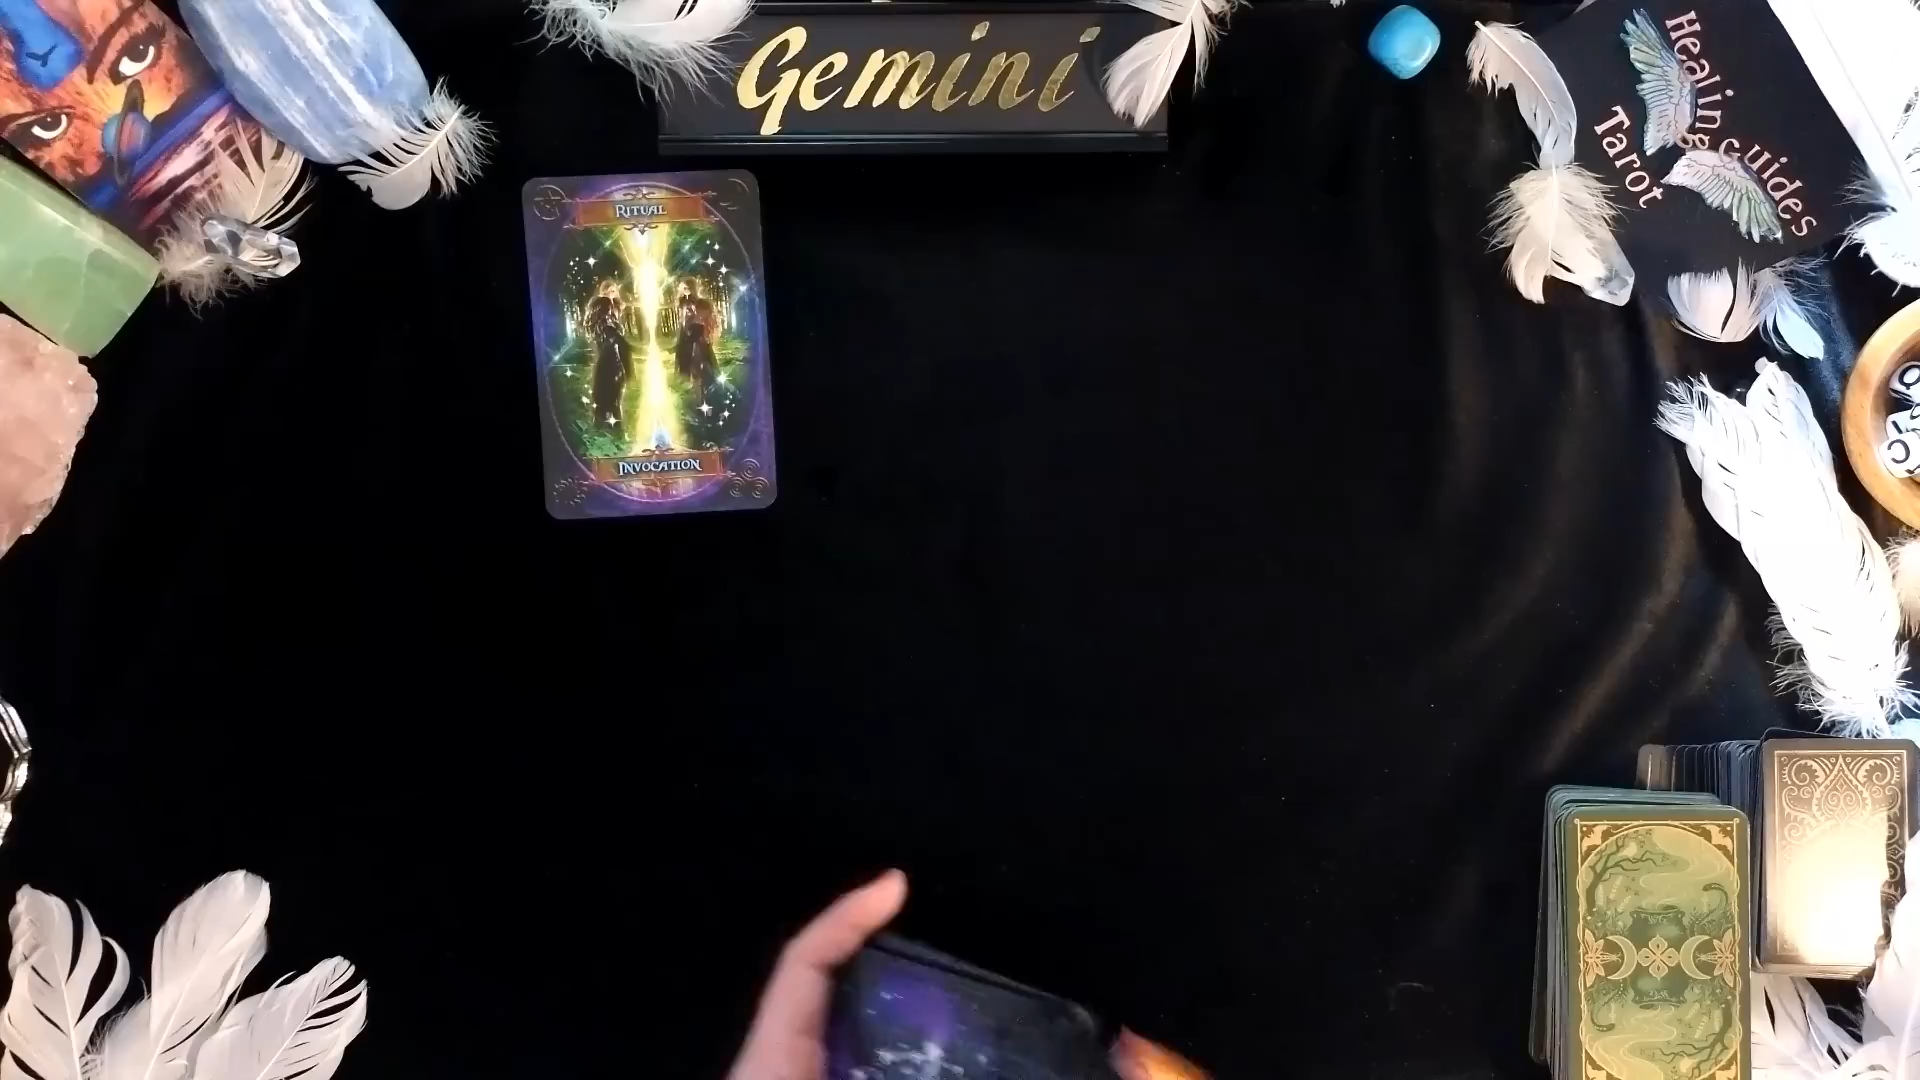 Gemini
Healing
Guides
Tarot
RITUAL
INVOCATION